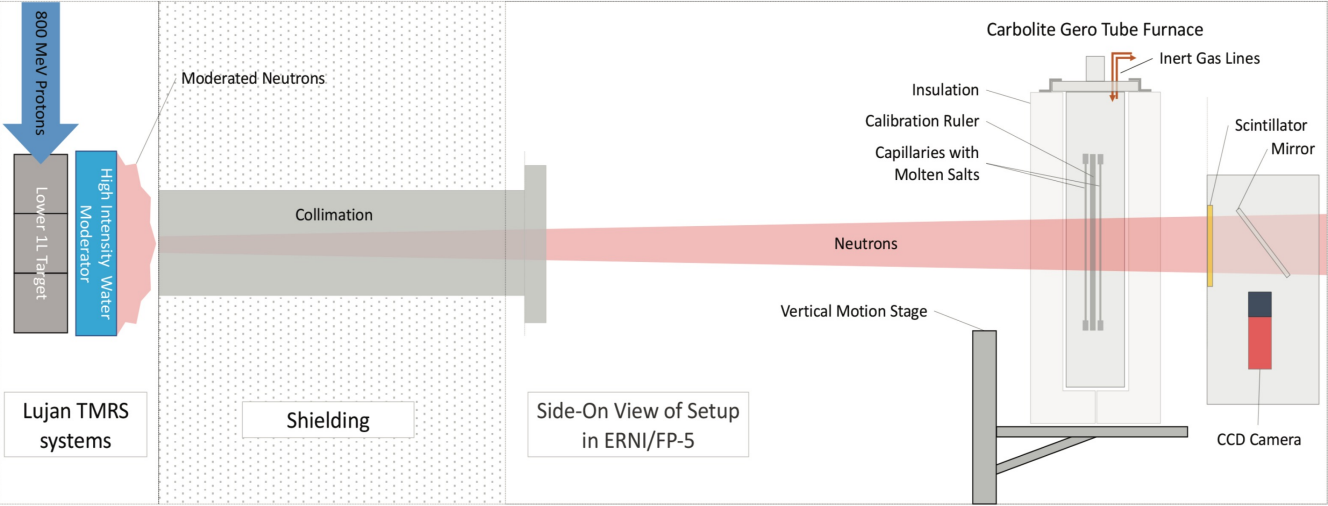 800 MeV Protons
Lower 1L Target
High Intensity Water
Moderator
Moderated Neutrons
Collimation
Lujan TMRS
systems
Shielding
Side-On View of Setup
in ERNI/FP-5
Neutrons
Vertical Motion Stage
Carbolite Gero Tube Furnace
Inert Gas Lines
Insulation
Calibration Ruler
Capillaries with
Molten Salts
Scintillator
Mirror
CCD Camera